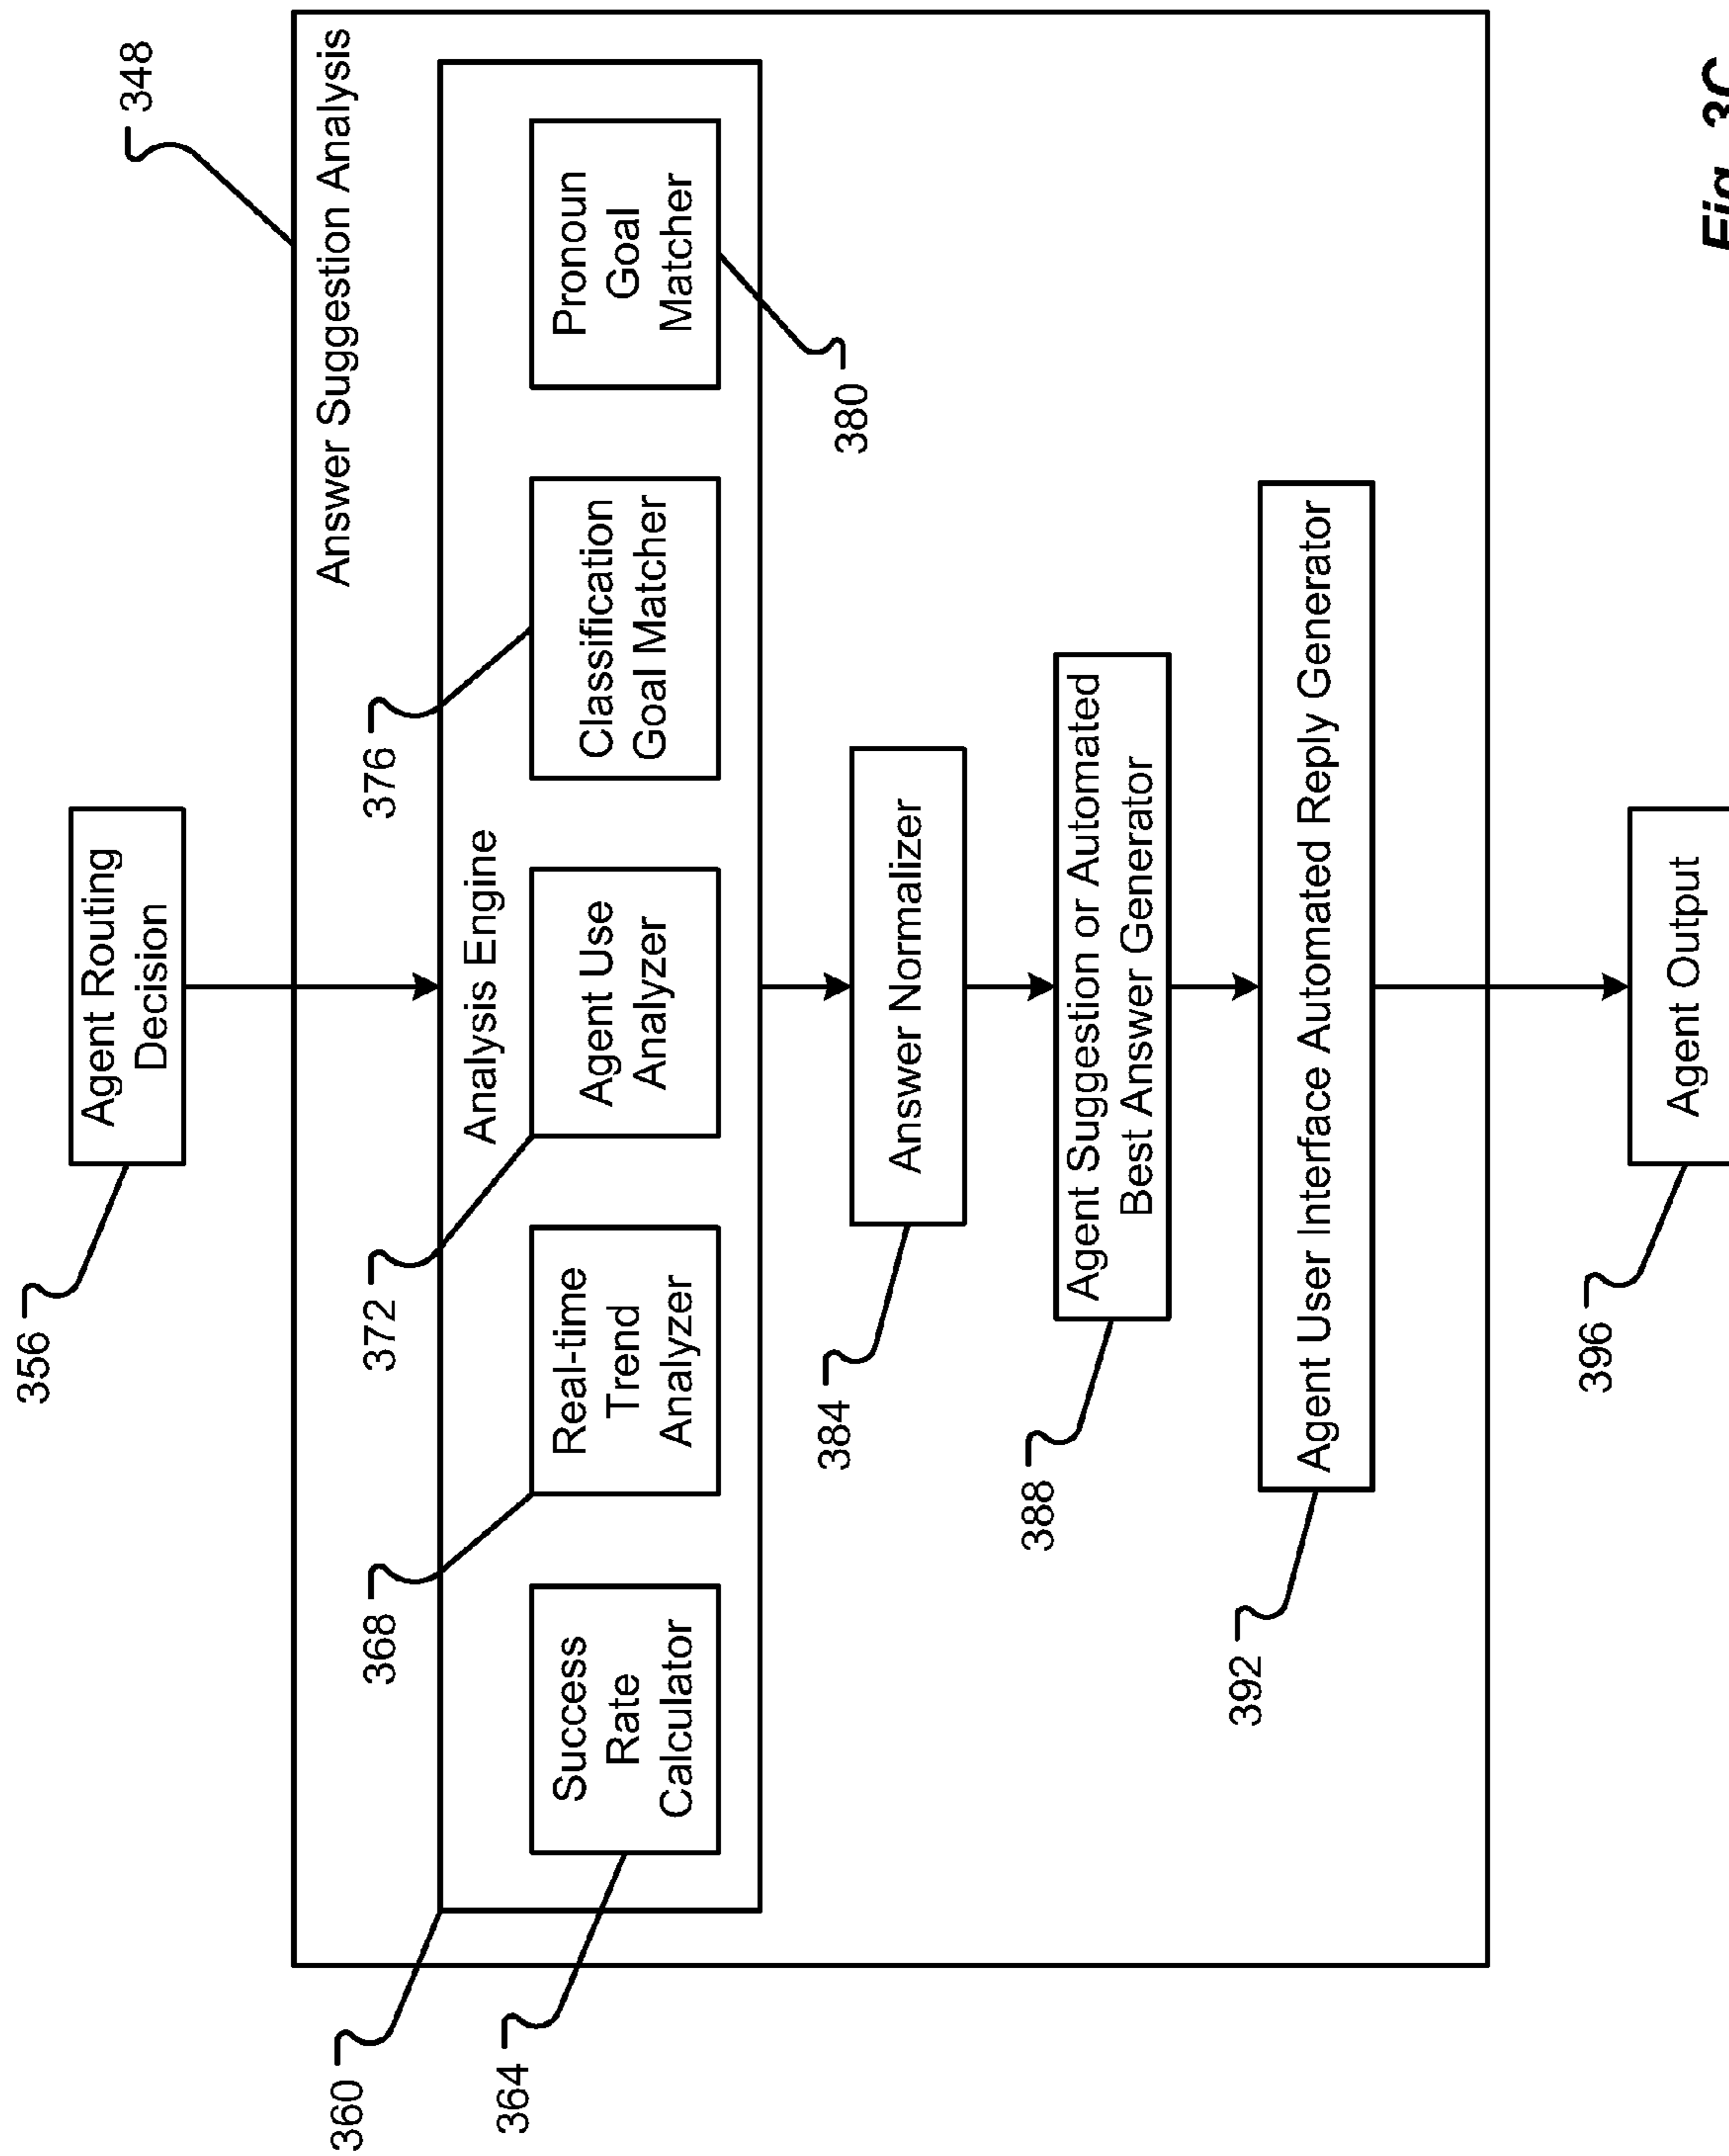 356
Agent Routing
Decision
348
Answer Suggestion Analysis
360
Analysis Engine
364
Success
Rate
Calculator
368
Real-time
Trend
Analyzer
372
Agent Use
Analyzer
376
Classification
Goal Matcher
380
Pronoun
Goal
Matcher
384
Answer Normalizer
388
Agent Suggestion or Automated
Best Answer Generator
392
Agent User Interface Automated Reply Generator
396
Agent Output
Fig. 3C